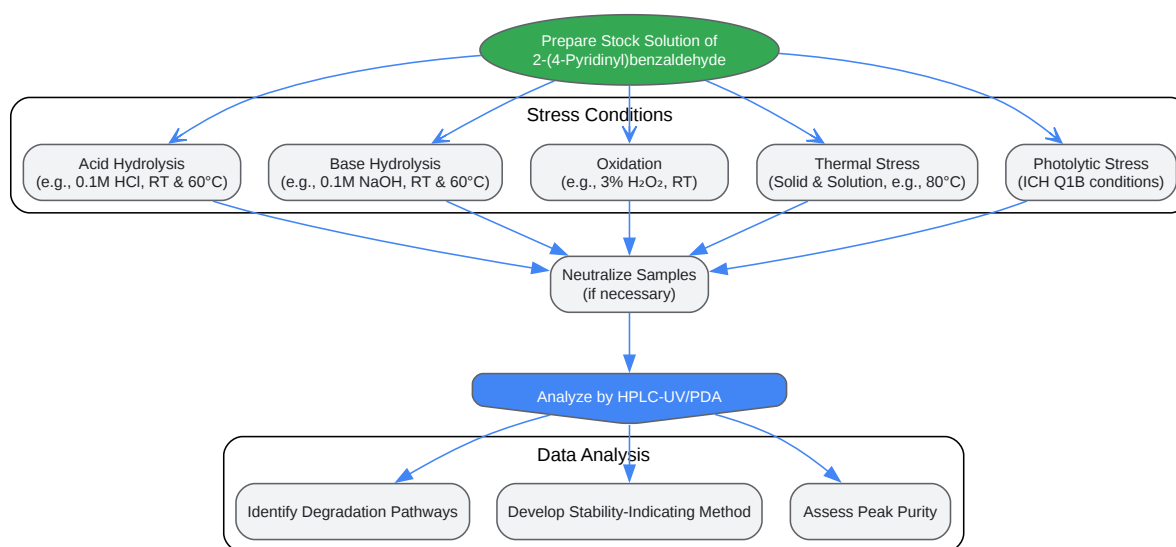 Prepare Stock Solution of
2-(4-Pyridinyl)benzaldehyde
Stress Conditions
Acid Hydrolysis
(e.g., 0.1M HCl, RT & 60°C)
Base Hydrolysis
(e.g., 0.1M NaOH, RT & 60°C)
Oxidation
(e.g., 3% H₂O₂, RT)
Thermal Stress
(Solid & Solution, e.g., 80°C)
Photolytic Stress
(ICH Q1B conditions)
Neutralize Samples
(if necessary)
Analyze by HPLC-UV/PDA
Data Analysis
Identify Degradation Pathways
Develop Stability-Indicating Method
Assess Peak Purity